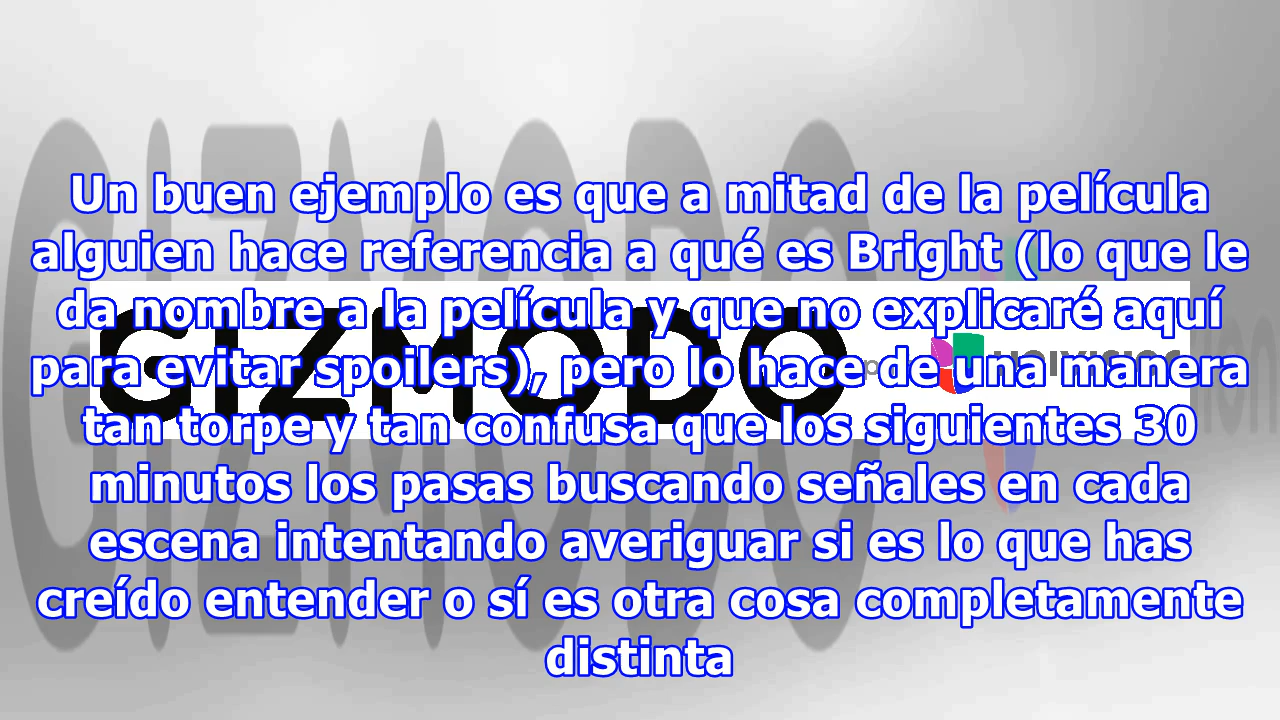 Un buen ejemplo es que a mitad de la película
alguien hace referencia a qué es Bright (lo que le
da nombre a la película y que no explicaré aquí
para evitar spoilers), pero lo hace de una manera
tan torpe y tan confusa que los siguientes 30
minutos los pasas buscando señales en cada
escena intentando averiguar si es lo que has
creído entender o sí es otra cosa completamente
distinta
GIZMODO